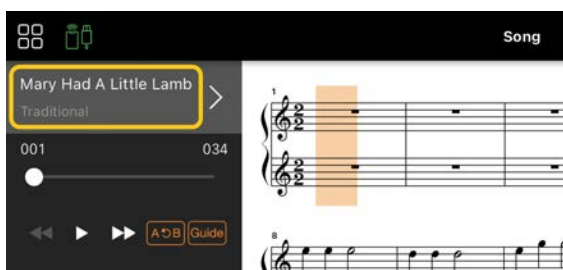 Song
Mary Had A Little Lamb
Traditional
001 034
A B Guide
1
8